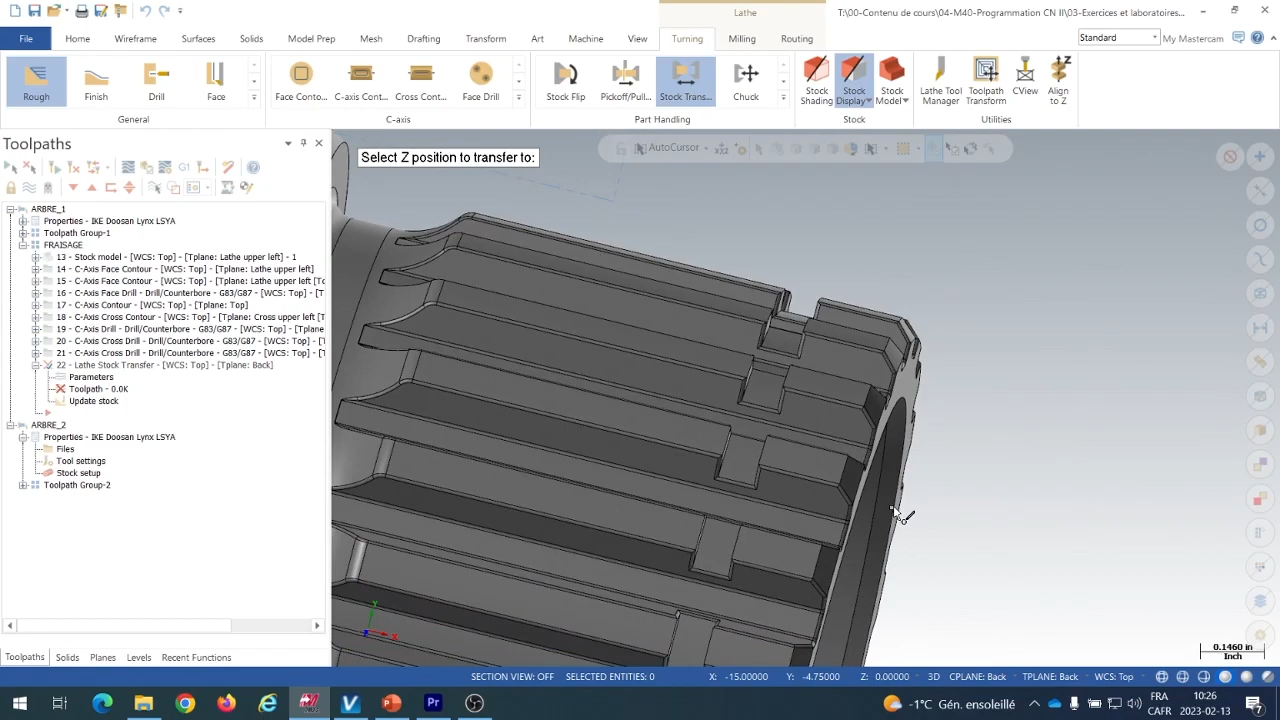 Lathe
T:\00-Contenu de cours\04-M40-Programmation CN II\03-Exercices et laboratoires...
File Home Wireframe Surfaces Solids Model Prep Mesh Drafting Transform Art Machine View Turning Milling Routing
Standard
My Mastercam
Rough Finish Drill Face
Face Conto... C-axis Cont... Cross Cont... Face Drill
Stock Flip Pickoff/Pull... Stock Trans... Chuck
Stock Shading
Stock Display
Stock Model
Lathe Tool Manager
Toolpath Transform
CView
Align to Z
General C-axis Part Handling Stock Utilities
Toolpaths
Select Z position to transfer to:
AutoCursor
G1
ARBRE_1
Properties - IKE Doosan Lynx LSYA
Toolpath Group-1
FRAISAGE
13 - Stock model - [WCS: Top] - [Tplane: Lathe upper left] - 1
14 - C-Axis Face Contour - [WCS: Top] - [Tplane: Lathe upper left]
15 - C-Axis Face Contour - [WCS: Top] - [Tplane: Lathe upper left [To
16 - C-Axis Face Drill - Drill/Counterbore - G83/G87 - [WCS: Top] - [T
17 - C-Axis Contour - [WCS: Top] - [Tplane: Top]
18 - C-Axis Cross Contour - [WCS: Top] - [Tplane: Cross upper left [T
19 - C-Axis Drill - Drill/Counterbore - G83/G87 - [WCS: Top] - [Tplane
20 - C-Axis Cross Drill - Drill/Counterbore - G83/G87 - [WCS: Top] - [
21 - C-Axis Cross Drill - Drill/Counterbore - G83/G87 - [WCS: Top] - [
22 - Lathe Stock Transfer - [WCS: Top] - [Tplane: Back]
Parameters
Toolpath - 0.0K
Update stock
ARBRE_2
Properties - IKE Doosan Lynx LSYA
Files
Tool settings
Stock setup
Toolpath Group-2
Y
X
Z
0.1460 in
Inch
Toolpaths Solids Planes Levels Recent Functions
SECTION VIEW: OFF SELECTED ENTITIES: 0 X: -15.00000 Y: -4.75000 Z: 0.00000 3D CPLANE: Back TPLANE: Back WCS: Top
-1°C Gén. ensoleillé
FRA
CAFR
10:26
2023-02-13
7